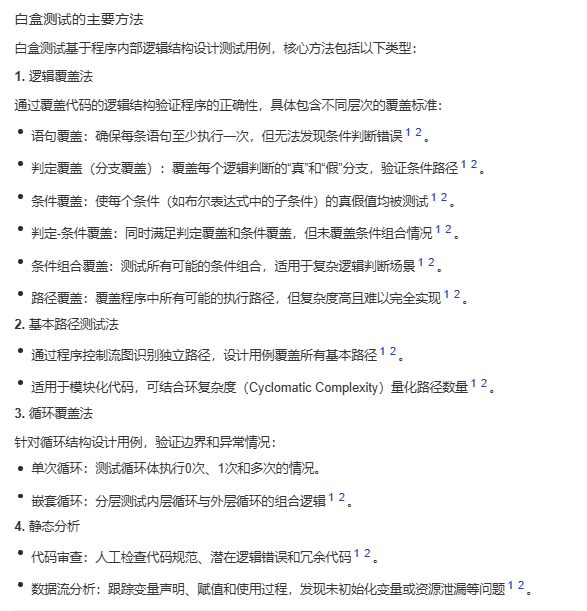 白盒测试的主要方法
白盒测试基于程序内部逻辑结构设计测试用例，核心方法包括以下类型：
1. 逻辑覆盖法
通过覆盖代码的逻辑结构验证程序的正确性，具体包含不同层次的覆盖标准：
• 语句覆盖：确保每条语句至少执行一次，但无法发现条件判断错误 1 2 。
• 判定覆盖（分支覆盖）：覆盖每个逻辑判断的“真”和“假”分支，验证条件路径 1 2 。
• 条件覆盖：使每个条件（如布尔表达式中的子条件）的真假值均被测试 1 2 。
• 判定-条件覆盖：同时满足判定覆盖和条件覆盖，但未覆盖条件组合情况 1 2 。
• 条件组合覆盖：测试所有可能的条件组合，适用于复杂逻辑判断场景 1 2 。
• 路径覆盖：覆盖程序中所有可能的执行路径，但复杂度高且难以完全实现 1 2 。
2. 基本路径测试法
• 通过程序控制流图识别独立路径，设计用例覆盖所有基本路径 1 2 。
• 适用于模块化代码，可结合环复杂度（Cyclomatic Complexity）量化路径数量 1 2 。
3. 循环覆盖法
针对循环结构设计用例，验证边界和异常情况：
• 单次循环：测试循环体执行0次、1次和多次的情况。
• 嵌套循环：分层测试内层循环与外层循环的组合逻辑 1 2 。
4. 静态分析
• 代码审查：人工检查代码规范、潜在逻辑错误和冗余代码 1 2 。
• 数据流分析：跟踪变量声明、赋值和使用过程，发现未初始化变量或资源泄漏等问题 1 2 。